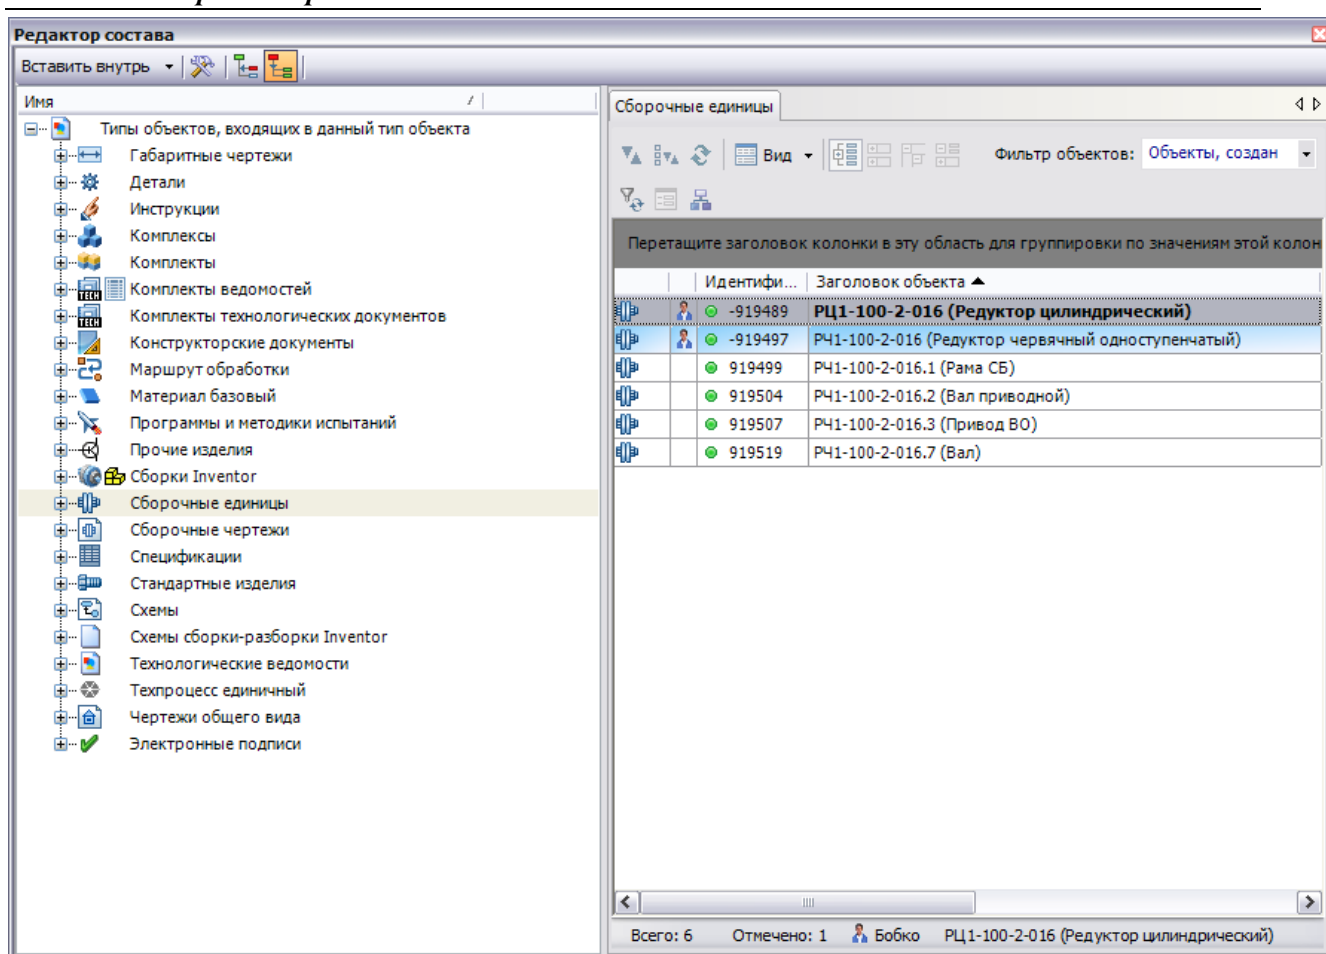 Редактор состава
Вставить внутрь
Имя
Типы объектов, входящих в данный тип объекта
Габаритные чертежи
Детали
Инструкции
Комплексы
Комплекты
TECH Комплекты ведомостей
TECH Комплекты технологических документов
Конструкторские документы
Маршрут обработки
Материал базовый
Программы и методики испытаний
Прочие изделия
Сборки Inventor
Сборочные единицы
Сборочные чертежи
Спецификации
Стандартные изделия
Схемы
Схемы сборки-разборки Inventor
Технологические ведомости
Техпроцесс единичный
Чертежи общего вида
Электронные подписи
Сборочные единицы
Вид Фильтр объектов: Объекты, создан
Перетащите заголовок колонки в эту область для группировки по значениям этой колон
Идентифи... Заголовок объекта
-919489 РЦ1-100-2-016 (Редуктор цилиндрический)
-919497 РЧ1-100-2-016 (Редуктор червячный одноступенчатый)
919499 РЧ1-100-2-016.1 (Рама СБ)
919504 РЧ1-100-2-016.2 (Вал приводной)
919507 РЧ1-100-2-016.3 (Привод ВО)
919519 РЧ1-100-2-016.7 (Вал)
Всего: 6 Отмечено: 1 Бобко РЦ1-100-2-016 (Редуктор цилиндрический)